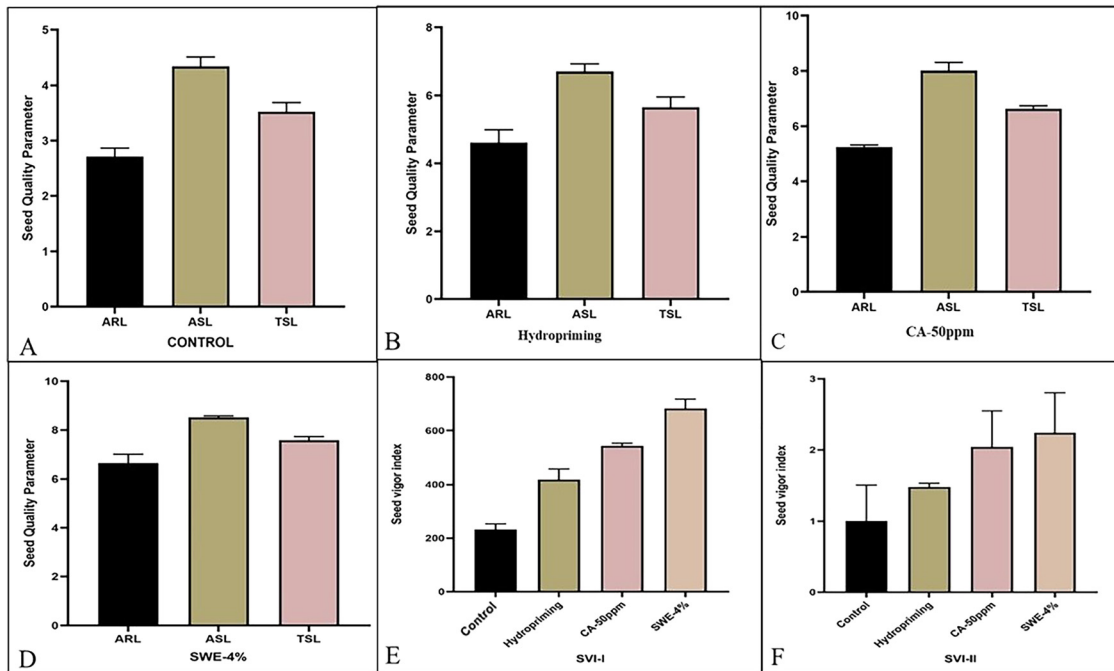 Seed Quality Parameter
5
4
3
2
1
0
ARL ASL TSL
CONTROL
A
Seed Quality Parameter
8
6
4
2
0
ARL ASL TSL
Hydropriming
B
Seed Quality Parameter
10
8
6
4
2
0
ARL ASL TSL
CA-50ppm
C
Seed Quality Parameter
10
8
6
4
2
0
ARL ASL TSL
SWE-4%
D
Seed vigor index
800
600
400
200
0
Control Hydropriming CA-50ppm SWE-4%
SVI-I
E
Seed vigor index
3
2
1
0
Control Hydropriming CA-50ppm SWE-4%
SVI-II
F